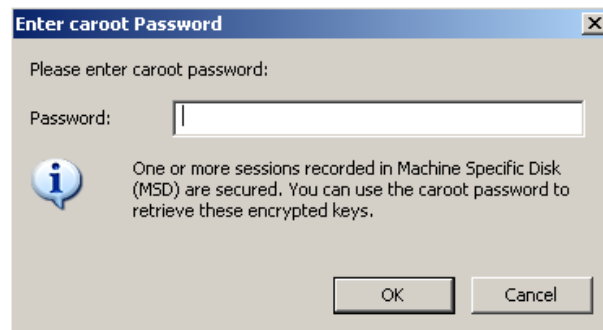 Enter caroot Password
Please enter caroot password:
Password:
One or more sessions recorded in Machine Specific Disk
(MSD) are secured. You can use the caroot password to
retrieve these encrypted keys.
OK Cancel